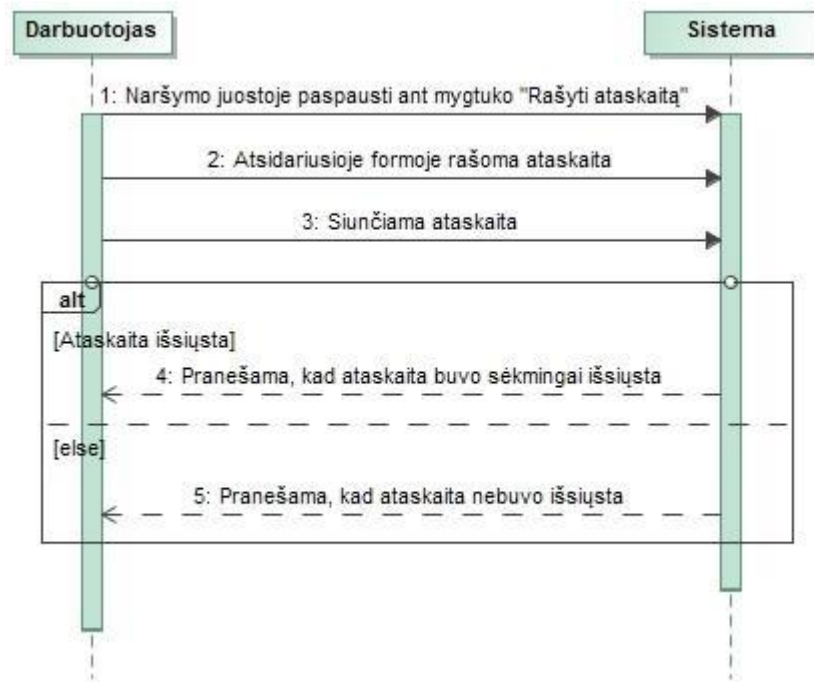 Darbuotojas
Sistema
1: Naršymo juostoje paspausti ant mygtuko "Rašyti ataskaitą"
2: Atsidariusioje formoje rašoma ataskaita
3: Siunčiama ataskaita
alt
[Ataskaita išsiųsta]
4: Pranešama, kad ataskaita buvo sėkmingai išsiųsta
[else]
5: Pranešama, kad ataskaita nebuvo išsiųsta